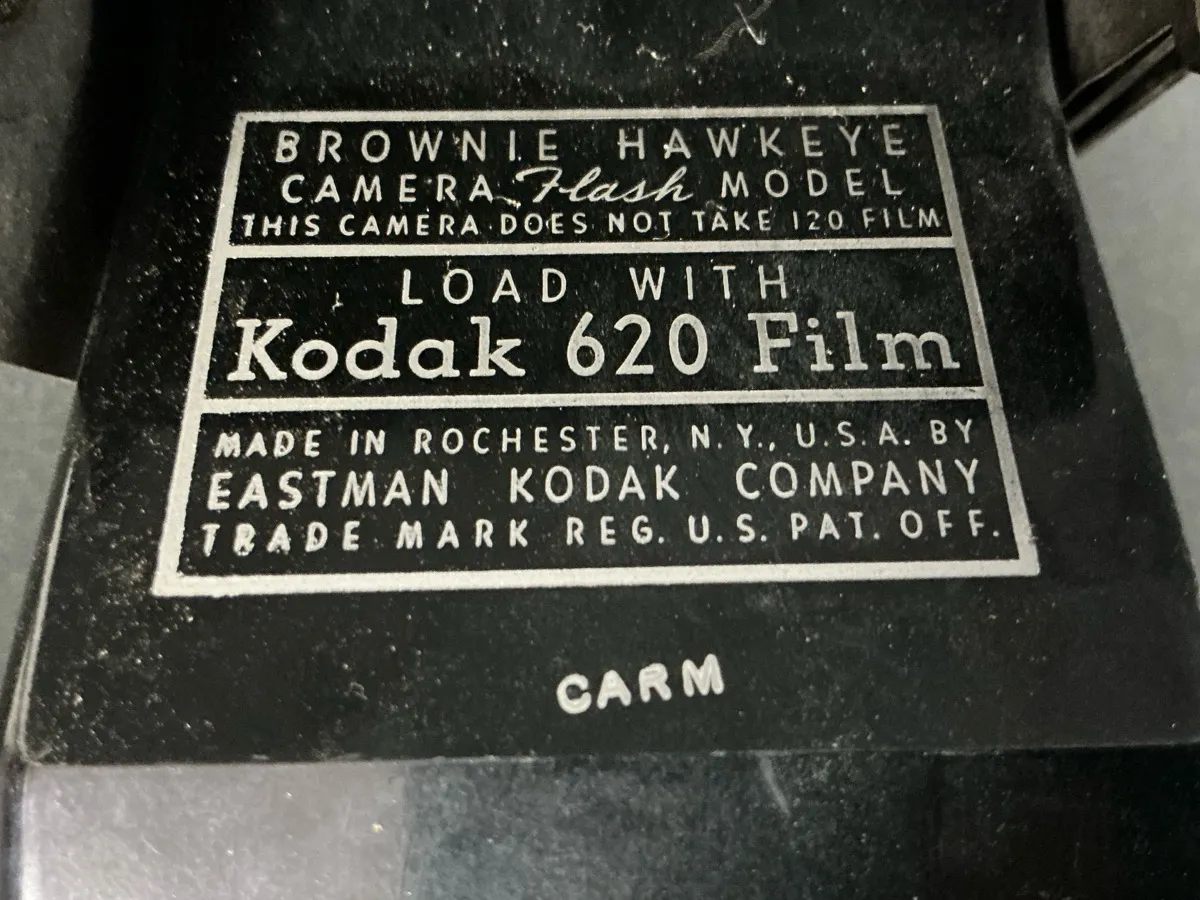 BROWNIE HAWKEYE
CAMERA Flash MODEL
THIS CAMERA DOES NOT TAKE 120 FILM
LOAD WITH
Kodak 620 Film
MADE IN ROCHESTER, N. Y., U. S. A. BY
EASTMAN KODAK COMPANY
TRADE MARK REG. U. S. PAT. OFF.
CARM